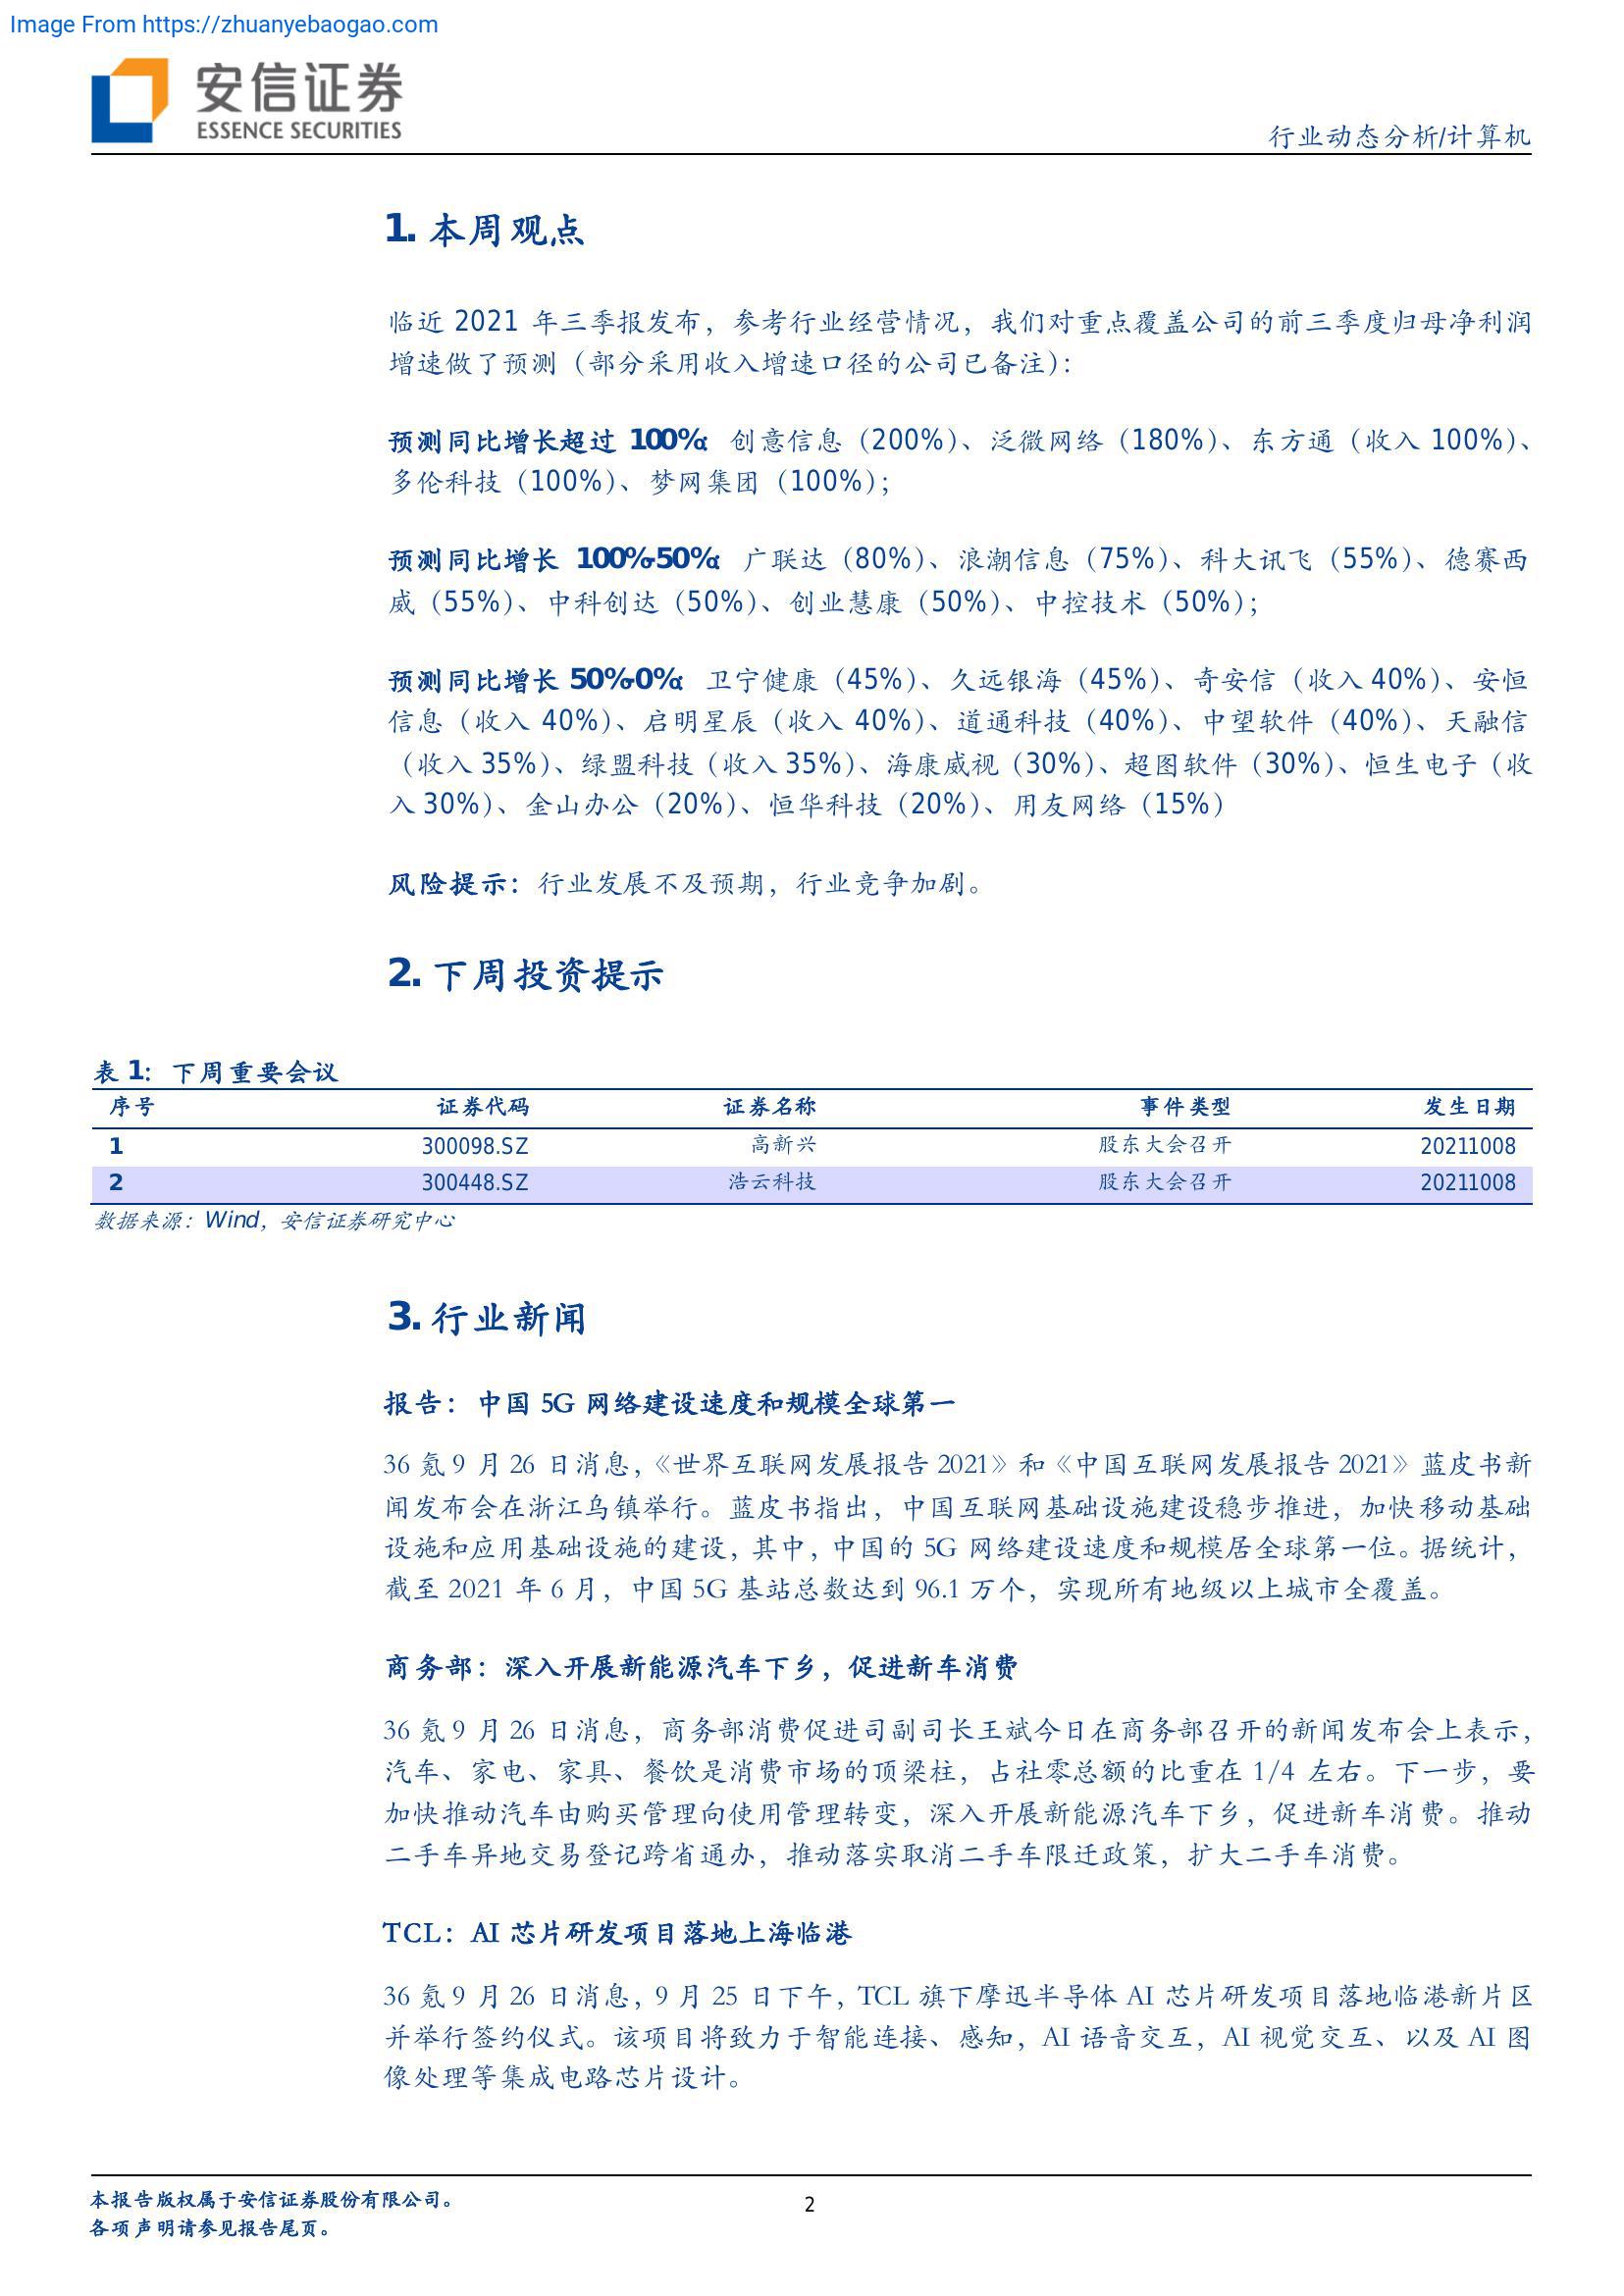 Image From https://zhuanyebaogao.com
安信证券
ESSENCE SECURITIES
行业动态分析/计算机
1. 本周观点
临近 2021 年三季报发布，参考行业经营情况，我们对重点覆盖公司的前三季度归母净利润
增速做了预测（部分采用收入增速口径的公司已备注）：
预测同比增长超过 100%：创意信息（200%）、泛微网络（180%）、东方通（收入 100%）、
多伦科技（100%）、梦网集团（100%）；
预测同比增长 100%-50%：广联达（80%）、浪潮信息（75%）、科大讯飞（55%）、德赛西
威（55%）、中科创达（50%）、创业慧康（50%）、中控技术（50%）；
预测同比增长 50%-0%：卫宁健康（45%）、久远银海（45%）、奇安信（收入 40%）、安恒
信息（收入 40%）、启明星辰（收入 40%）、道通科技（40%）、中望软件（40%）、天融信
（收入 35%）、绿盟科技（收入 35%）、海康威视（30%）、超图软件（30%）、恒生电子（收
入 30%）、金山办公（20%）、恒华科技（20%）、用友网络（15%）
风险提示：行业发展不及预期，行业竞争加剧。
2. 下周投资提示
表 1：下周重要会议
序号 证券代码 证券名称 事件类型 发生日期
1 300098.SZ 高新兴 股东大会召开 20211008
2 300448.SZ 浩云科技 股东大会召开 20211008
数据来源：Wind，安信证券研究中心
3. 行业新闻
报告：中国 5G 网络建设速度和规模全球第一
36 氪 9 月 26 日消息，《世界互联网发展报告 2021》和《中国互联网发展报告 2021》蓝皮书新
闻发布会在浙江乌镇举行。蓝皮书指出，中国互联网基础设施建设稳步推进，加快移动基础
设施和应用基础设施的建设，其中，中国的 5G 网络建设速度和规模居全球第一位。据统计，
截至 2021 年 6 月，中国 5G 基站总数达到 96.1 万个，实现所有地级以上城市全覆盖。
商务部：深入开展新能源汽车下乡，促进新车消费
36 氪 9 月 26 日消息，商务部消费促进司副司长王斌今日在商务部召开的新闻发布会上表示，
汽车、家电、家具、餐饮是消费市场的顶梁柱，占社零总额的比重在 1/4 左右。下一步，要
加快推动汽车由购买管理向使用管理转变，深入开展新能源汽车下乡，促进新车消费。推动
二手车异地交易登记跨省通办，推动落实取消二手车限迁政策，扩大二手车消费。
TCL：AI 芯片研发项目落地上海临港
36 氪 9 月 26 日消息，9 月 25 日下午，TCL 旗下摩迅半导体 AI 芯片研发项目落地临港新片区
并举行签约仪式。该项目将致力于智能连接、感知，AI 语音交互，AI 视觉交互、以及 AI 图
像处理等集成电路芯片设计。
本报告版权属于安信证券股份有限公司。
2
各项声明请参见报告尾页。